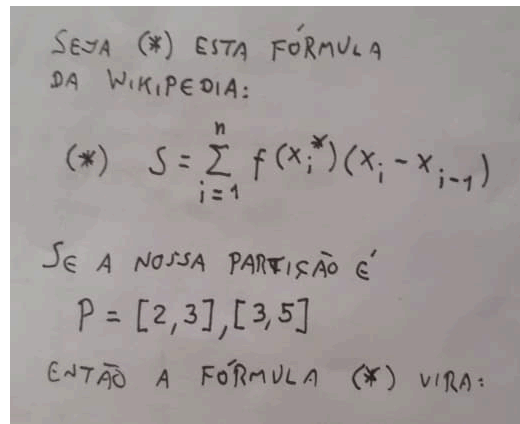 SEJA (*) ESTA FÓRMULA
DA WIKIPEDIA:
n
(*) S = ∑ f(xᵢ*)(xᵢ - xᵢ₋₁)
i=1
SE A NOSSA PARTIÇÃO É
P = [2,3],[3,5]
ENTÃO A FÓRMULA (*) VIRA: